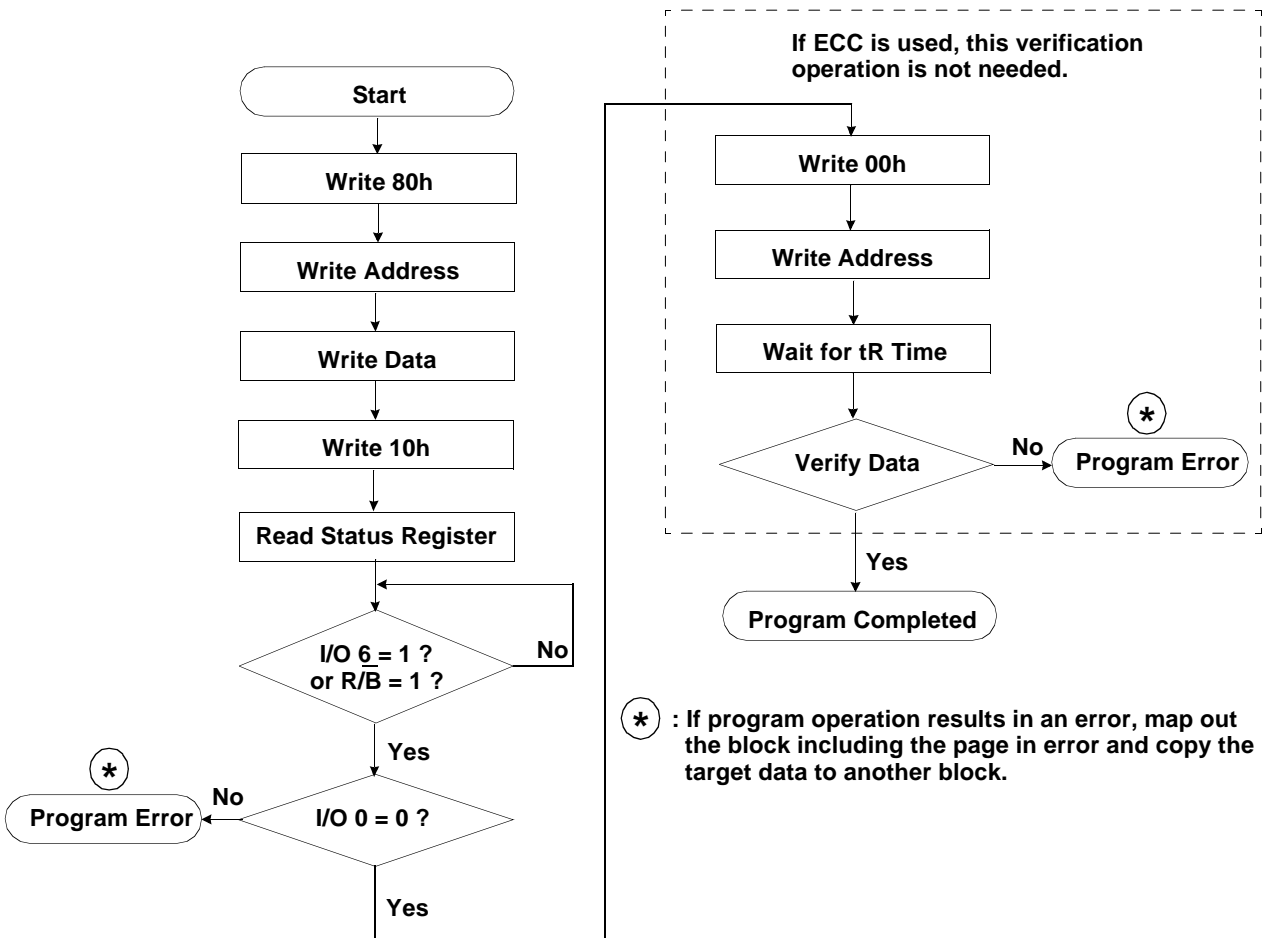 Start
Write 80h
Write Address
Write Data
Write 10h
Read Status Register
I/O 6 = 1 ?
or R/B = 1 ?
No
Yes
*
Program Error
No
I/O 0 = 0 ?
Yes
If ECC is used, this verification
operation is not needed.
Write 00h
Write Address
Wait for tR Time
Verify Data
No
*
Program Error
Yes
Program Completed
* : If program operation results in an error, map out
the block including the page in error and copy the
target data to another block.